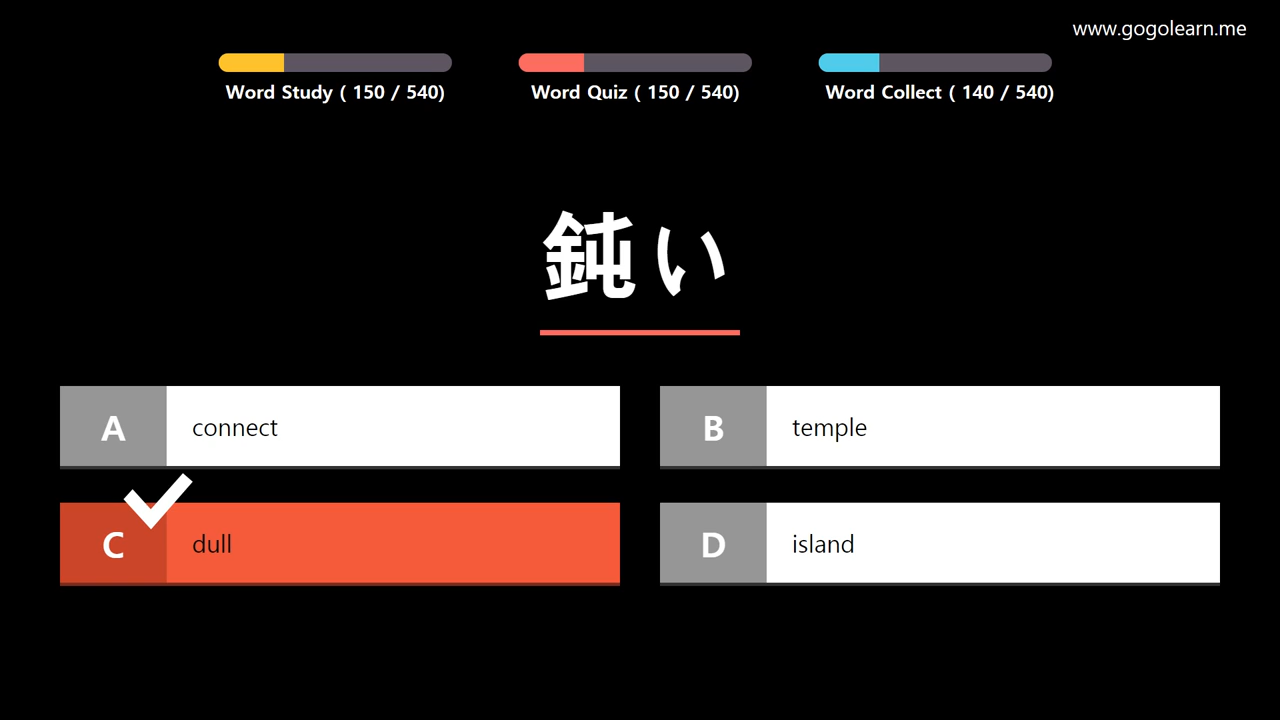 www.gogolearn.me
Word Study ( 150 / 540)
Word Quiz ( 150 / 540)
Word Collect ( 140 / 540)
鈍い
A connect
B temple
C dull
D island